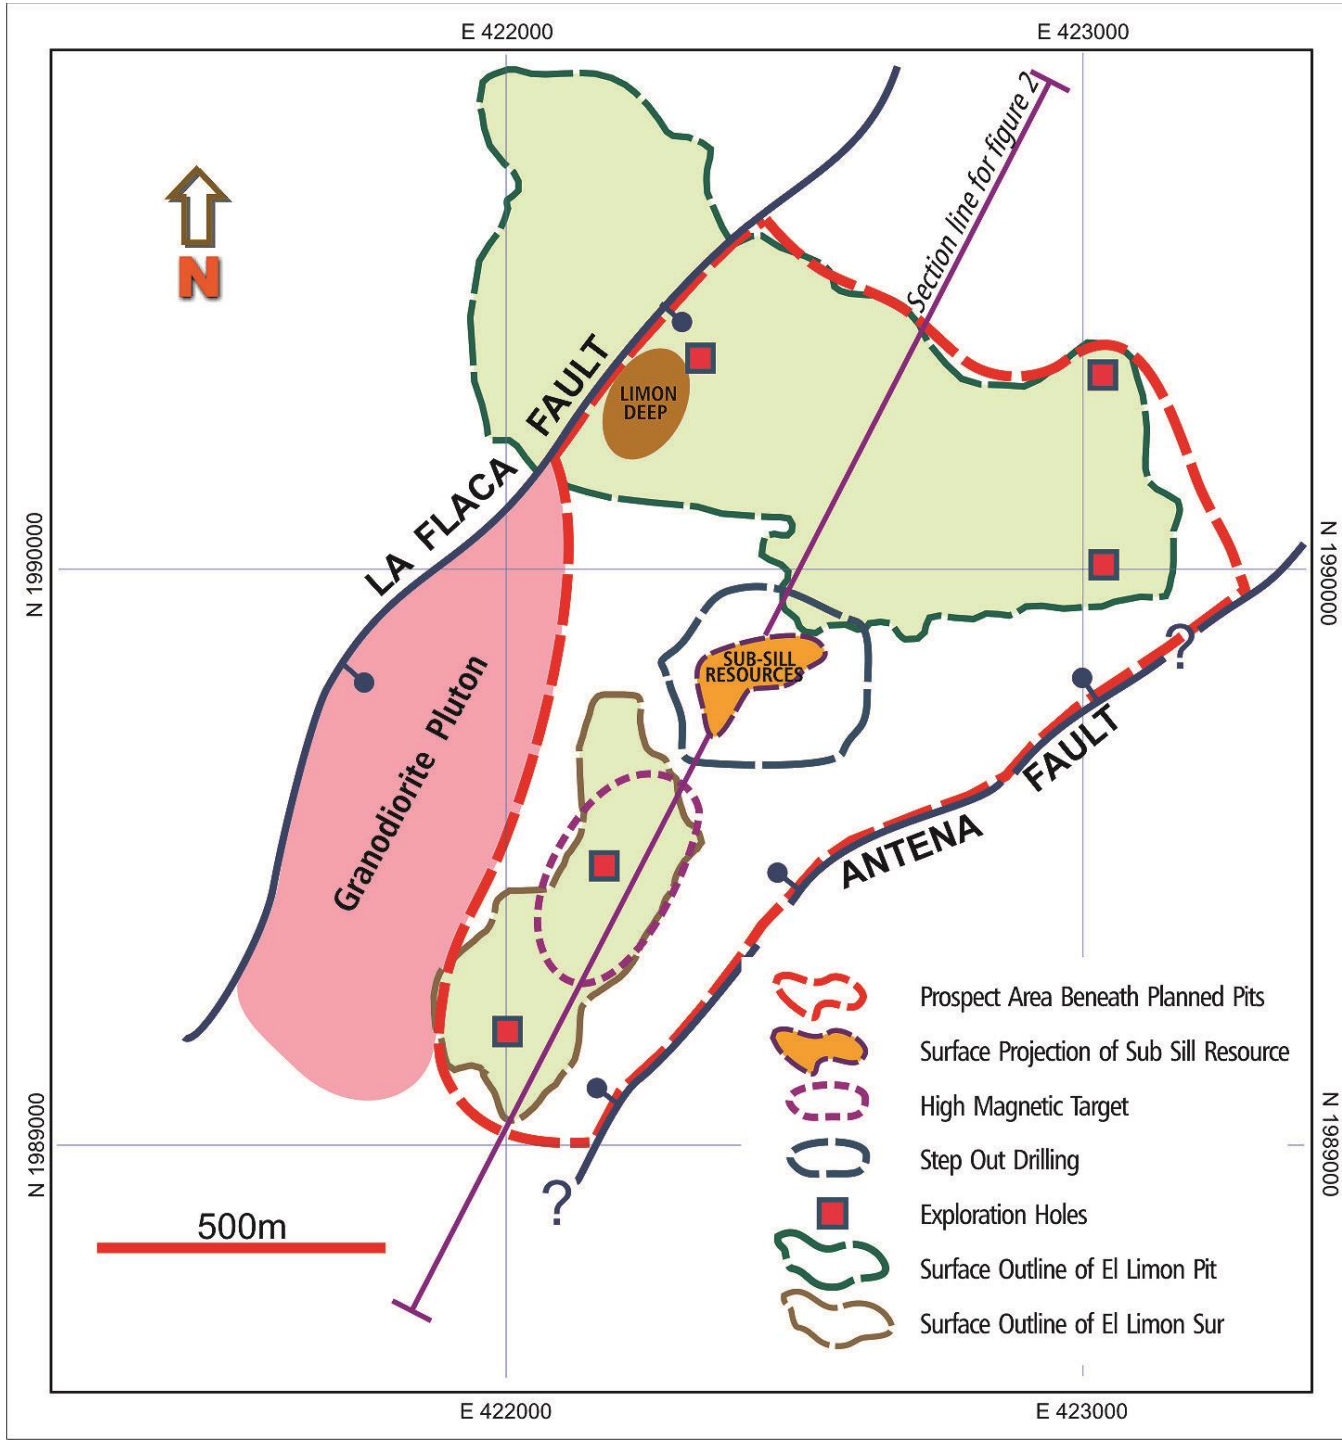 E 422000
E 423000
Section line for figure 2
N
LA FLACA FAULT
LIMON
DEEP
N 1990000
N 1990000
SUB-SILL
RESOURCES
?
Granodiorite Pluton
ANTENA FAULT
Prospect Area Beneath Planned Pits
Surface Projection of Sub Sill Resource
High Magnetic Target
Step Out Drilling
Exploration Holes
Surface Outline of El Limon Pit
Surface Outline of El Limon Sur
N 1989000
N 1989000
?
500m
E 422000
E 423000